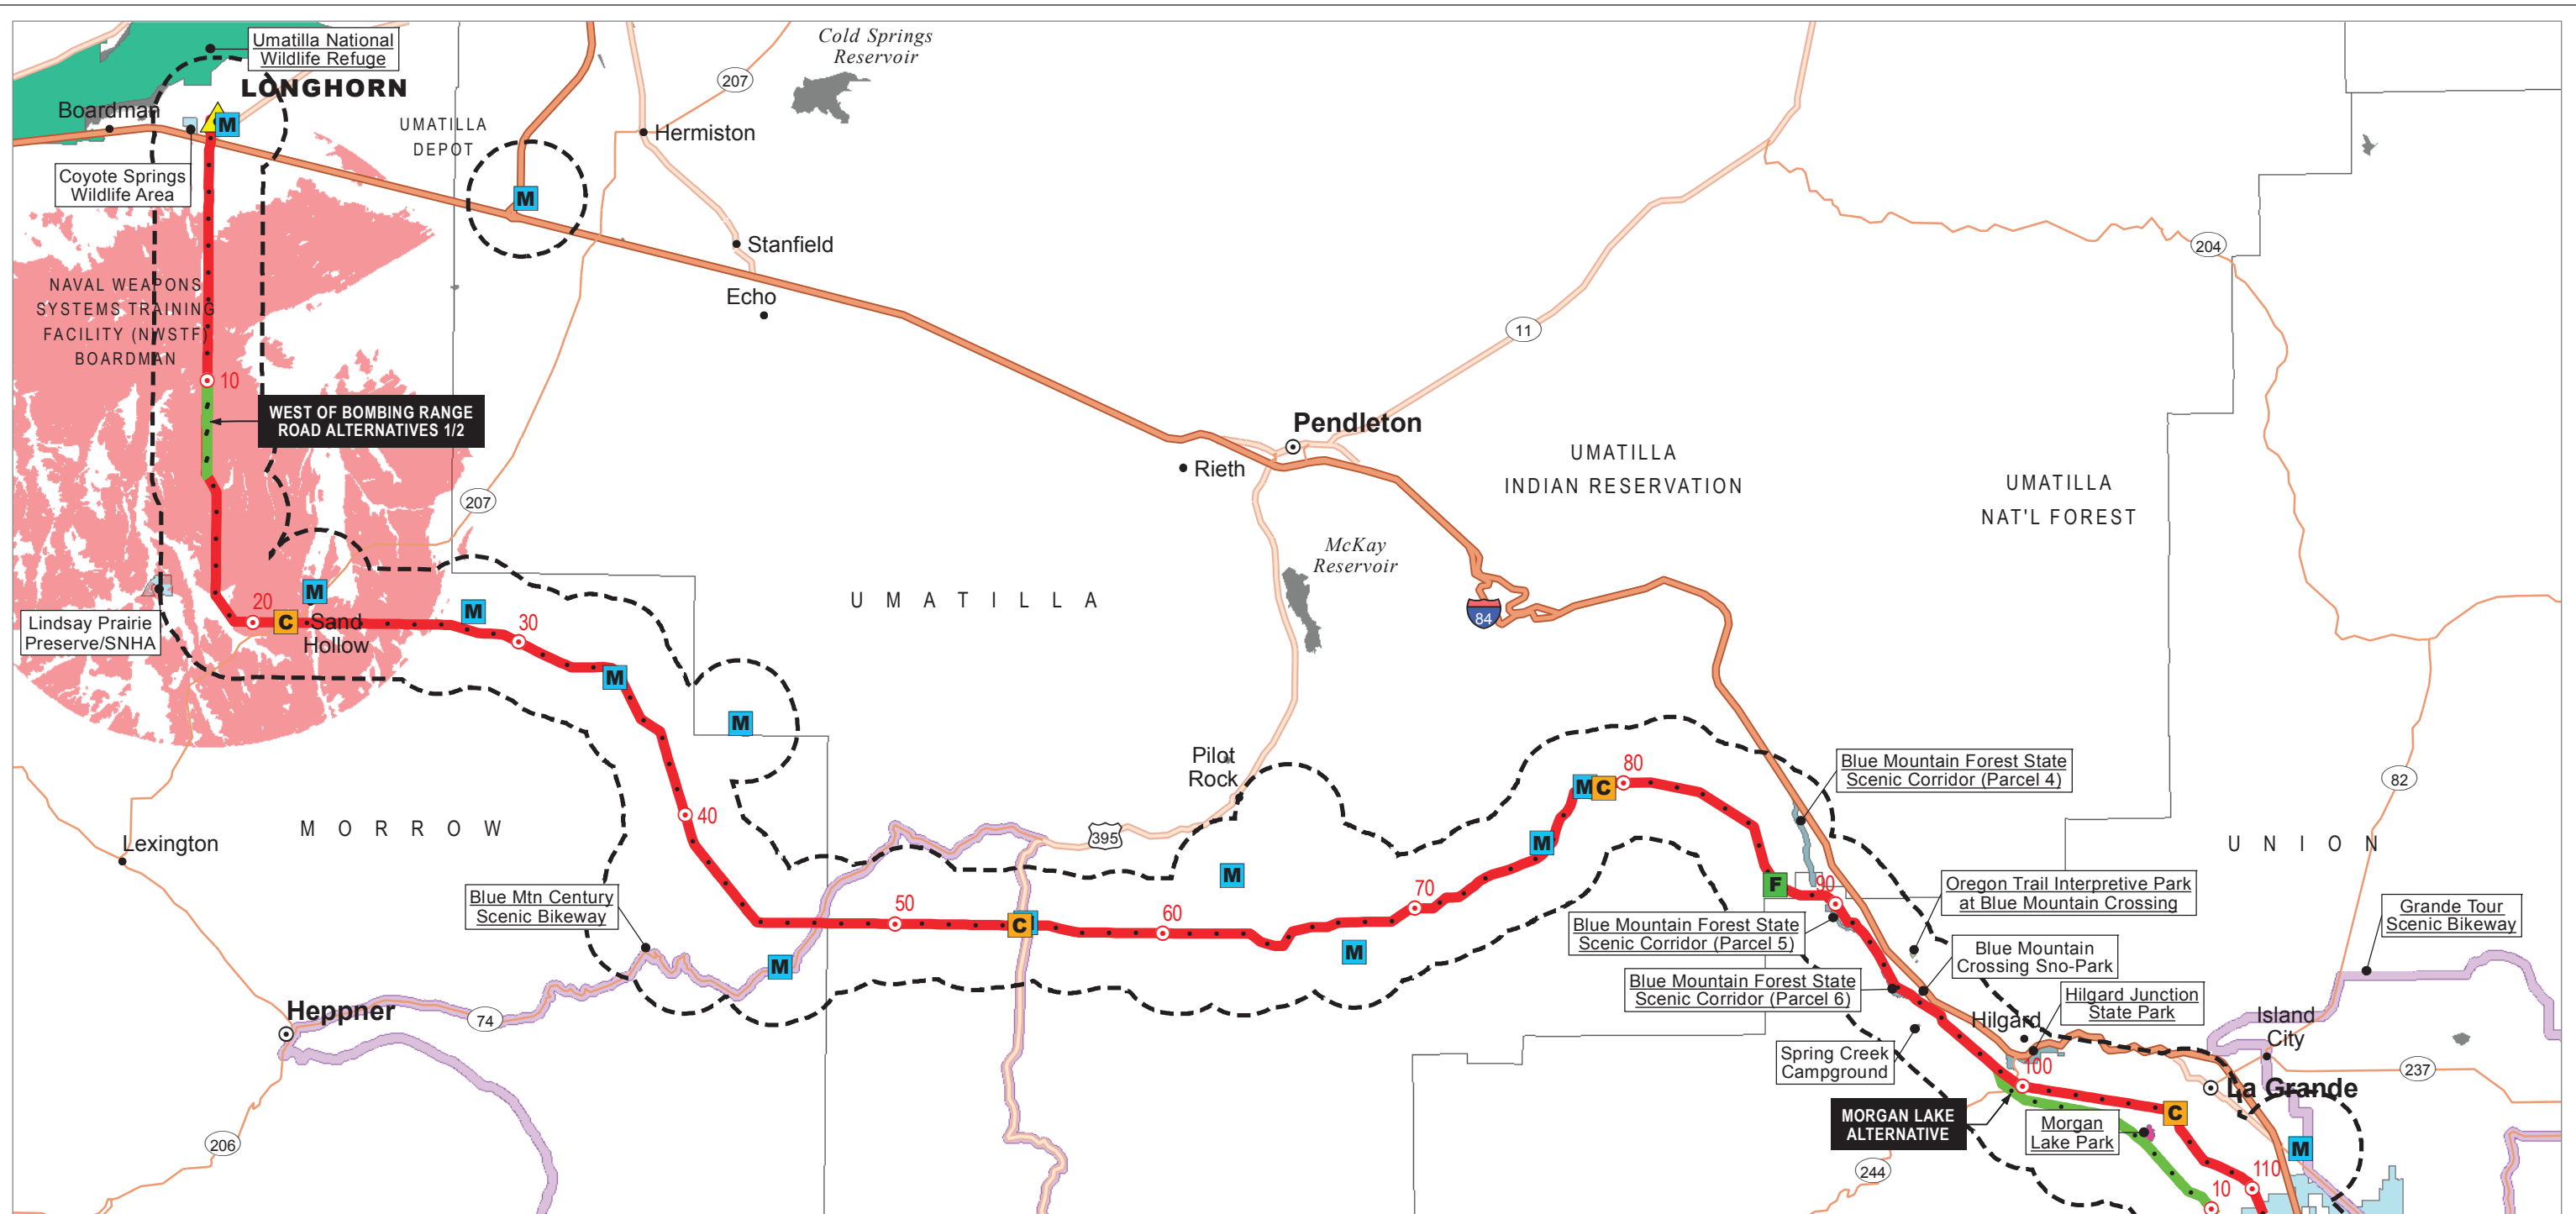 Umatilla National
Wildlife Refuge
LONGHORN
Boardman
M
Coyote Springs
Wildlife Area
UMATILLA
DEPOT
M
Cold Springs
Reservoir
207
Hermiston
Stanfield
Echo
204
11
NAVAL WEAPONS
SYSTEMS TRAINING
FACILITY (NWSTF)
BOARDMAN
10
WEST OF BOMBING RANGE
ROAD ALTERNATIVES 1/2
207
Pendleton
Rieth
UMATILLA
INDIAN RESERVATION
UMATILLA
NAT'L FOREST
McKay
Reservoir
84
UMATILLA
Lindsay Prairie
Preserve/SNHA
20
C
M
Sand
Hollow
M
30
M
M
40
MORROW
Lexington
Pilot
Rock
395
M
M
M
C
80
Blue Mountain Forest State
Scenic Corridor (Parcel 4)
82
UNION
Blue Mtn Century
Scenic Bikeway
50
C
60
70
M
M
F
90
Blue Mountain Forest State
Scenic Corridor (Parcel 5)
Oregon Trail Interpretive Park
at Blue Mountain Crossing
Grande Tour
Scenic Bikeway
Blue Mountain Forest State
Scenic Corridor (Parcel 6)
Blue Mountain
Crossing Sno-Park
Heppner
74
Hilgard
Hilgard Junction
State Park
Island
City
Spring Creek
Campground
100
237
La Grande
MORGAN LAKE
ALTERNATIVE
Morgan
Lake Park
C
M
206
244
110
10